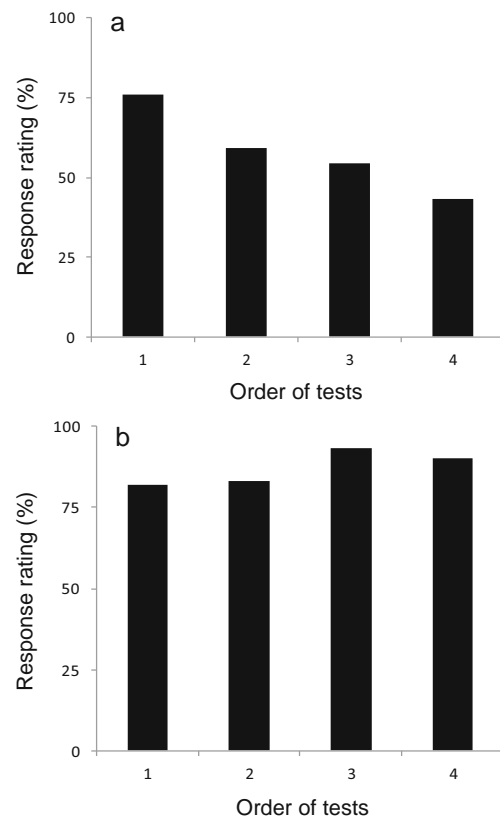 a
Response rating (%)
100
75
50
25
0
1 2 3 4
Order of tests
b
Response rating (%)
100
75
50
25
0
1 2 3 4
Order of tests